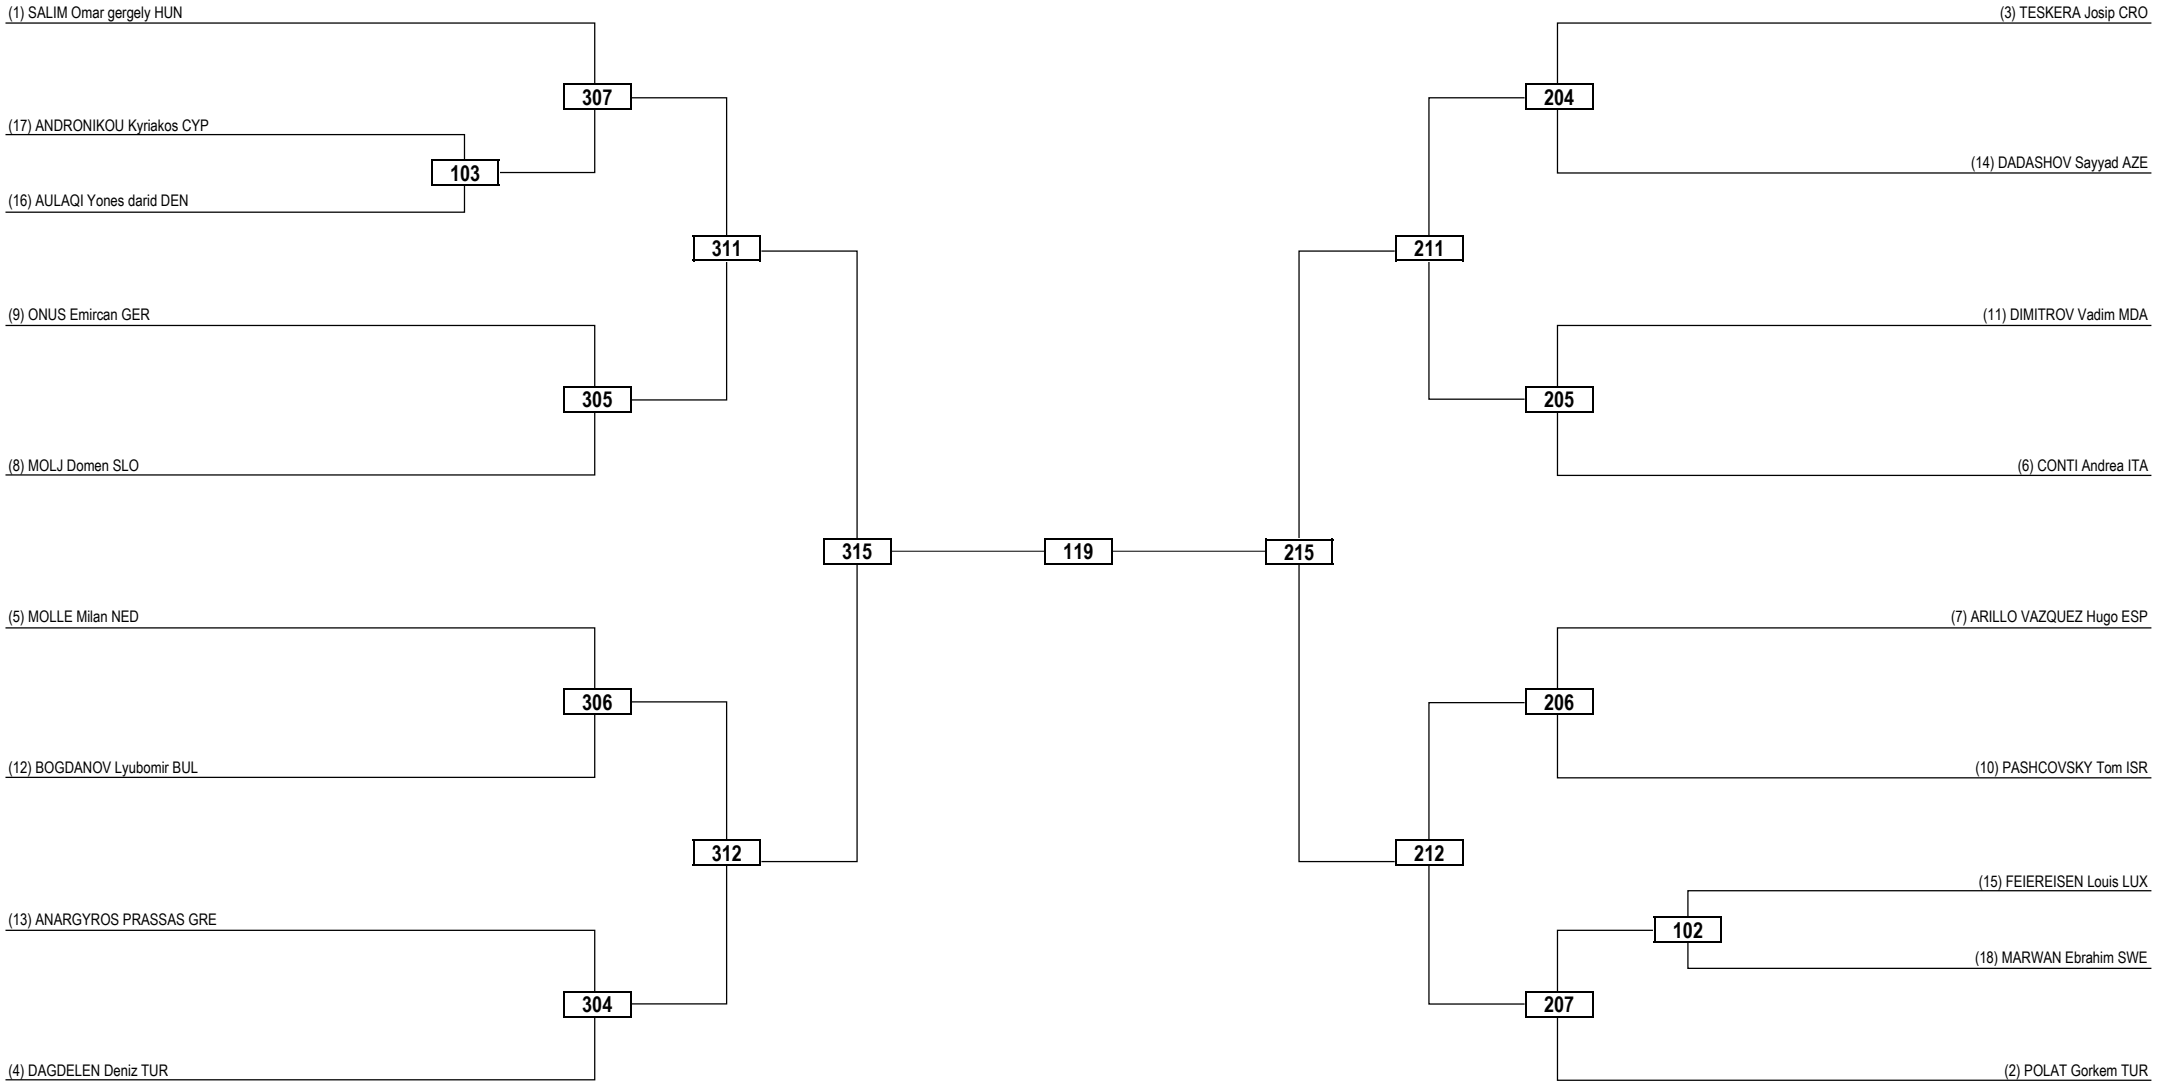 (1) SALIM Omar gergely HUN
(3) TESKERA Josip CRO
307
204
(17) ANDRONIKOU Kyriakos CYP
103
(14) DADASHOV Sayyad AZE
(16) AULAQI Yones darid DEN
311
211
(9) ONUS Emircan GER
(11) DIMITROV Vadim MDA
305
205
(8) MOLJ Domen SLO
(6) CONTI Andrea ITA
315
119
215
(5) MOLLE Milan NED
(7) ARILLO VAZQUEZ Hugo ESP
306
206
(12) BOGDANOV Lyubomir BUL
(10) PASHCOVSKY Tom ISR
312
212
(15) FEIEREISEN Louis LUX
(13) ANARGYROS PRASSAS GRE
102
(18) MARWAN Ebrahim SWE
304
207
(4) DAGDELEN Deniz TUR
(2) POLAT Gorkem TUR